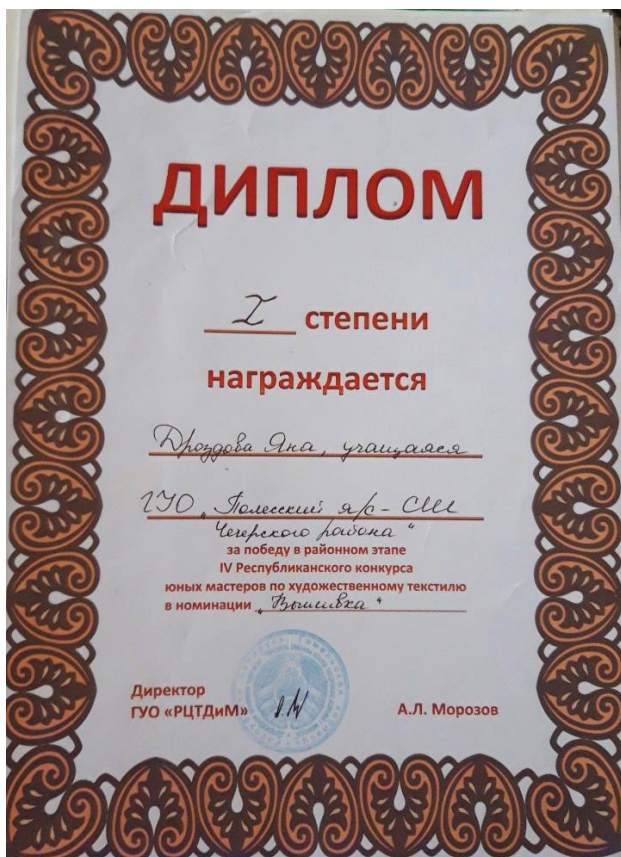 ДИПЛОМ
I степени
награждается
Дроздова Яна, учащаяся
ГУО „Полесский я/с - СШ
Чечерского района“
за победу в районном этапе
IV Республиканского конкурса
юных мастеров по художественному текстилю
в номинации „Вышивка“
Директор
ГУО «РЦТДиМ»
А.Л. Морозов